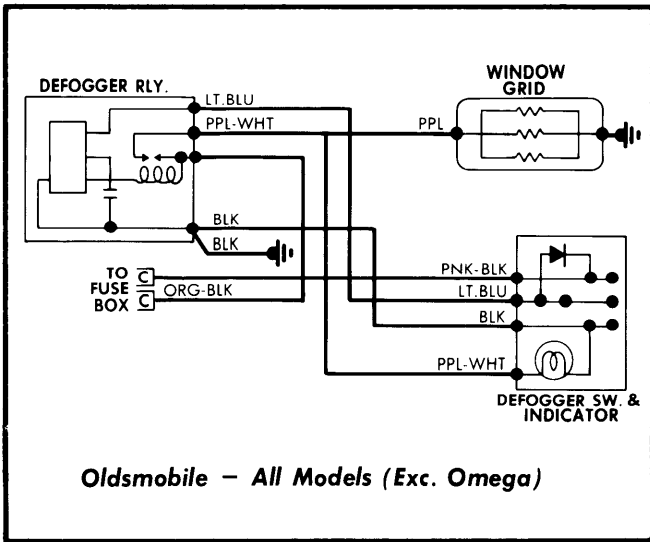 DEFOGGER RLY.
WINDOW
GRID
LT.BLU
PPL-WHT
PPL
BLK
BLK
TO
FUSE
BOX
C
C
ORG-BLK
PNK-BLK
LT.BLU
BLK
PPL-WHT
DEFOGGER SW. &
INDICATOR
Oldsmobile – All Models (Exc. Omega)